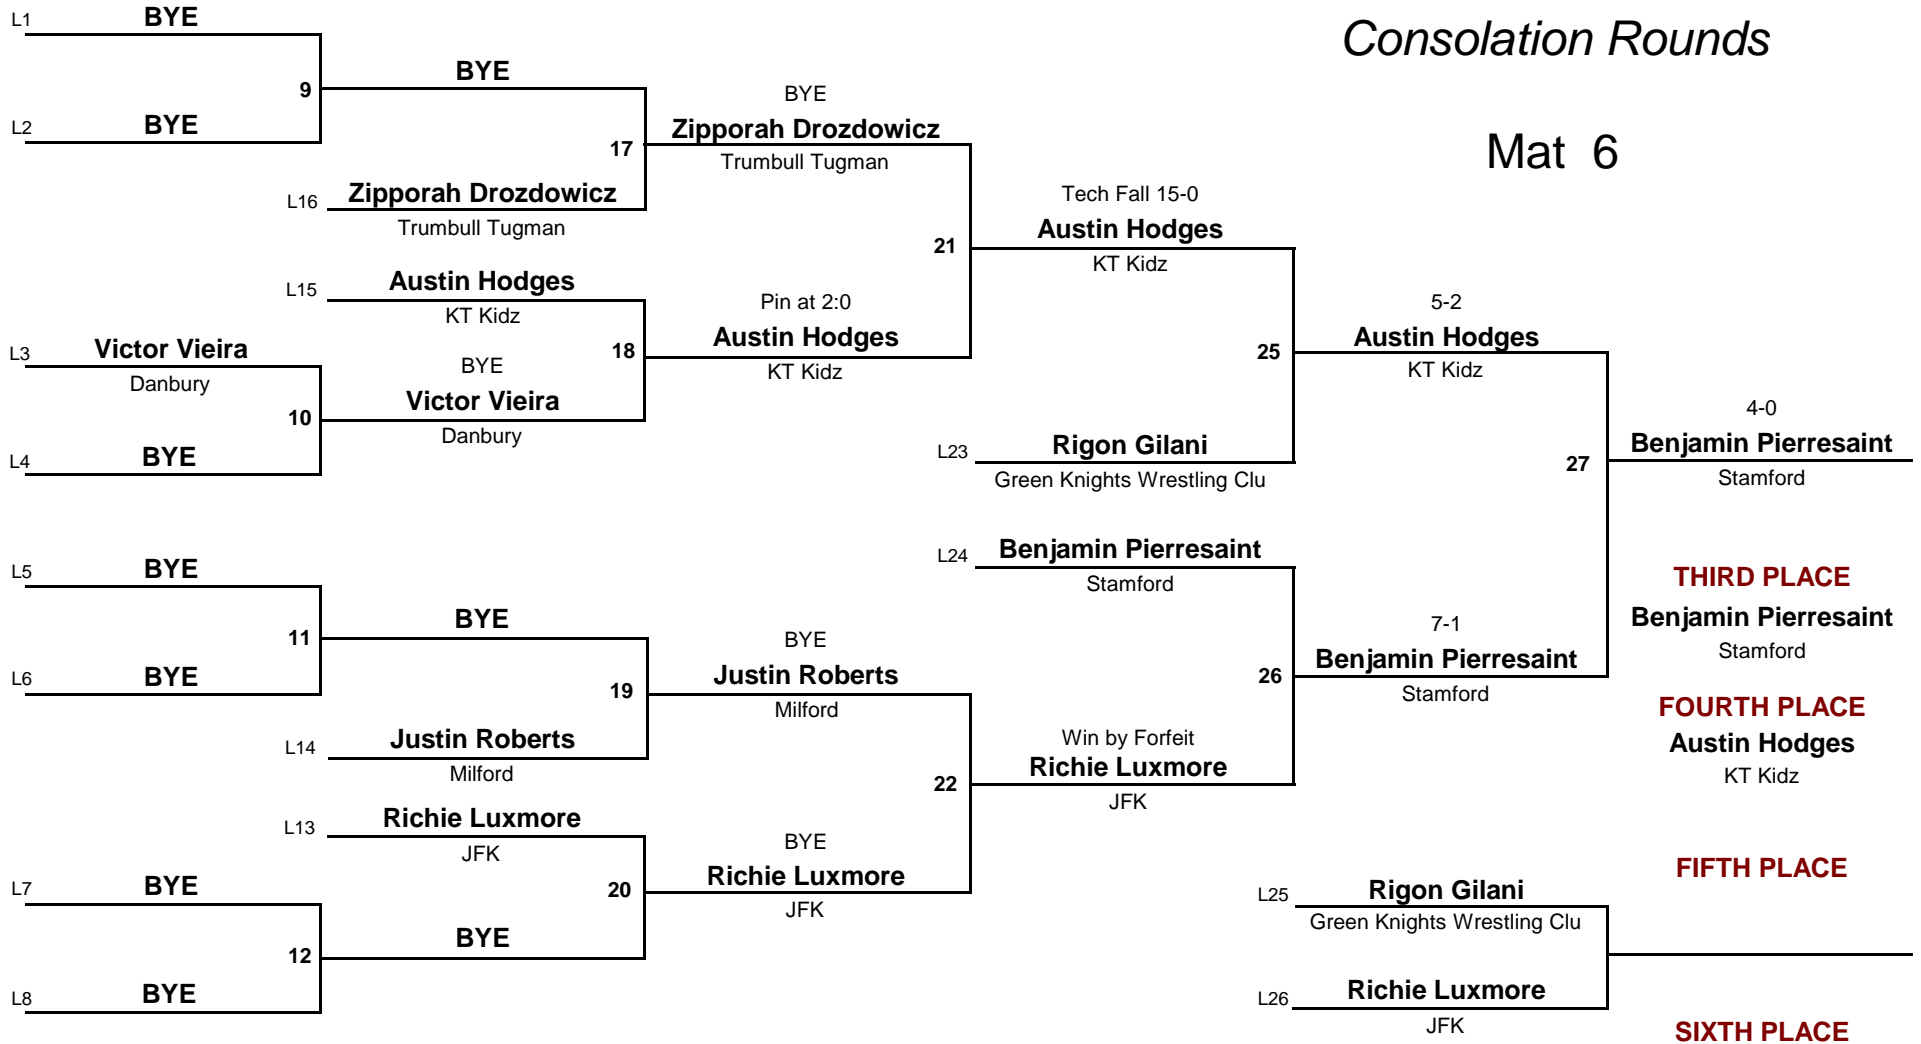 Consolation Rounds
Mat 6
L1 BYE
9
L2 BYE
BYE
17
L16 Zipporah Drozdowicz
Trumbull Tugman
BYE
Zipporah Drozdowicz
Trumbull Tugman
L15 Austin Hodges
KT Kidz
L3 Victor Vieira
Danbury
10
L4 BYE
BYE
Victor Vieira
Danbury
18
Pin at 2:0
Austin Hodges
KT Kidz
21
Tech Fall 15-0
Austin Hodges
KT Kidz
25
L23 Rigon Gilani
Green Knights Wrestling Clu
5-2
Austin Hodges
KT Kidz
27
4-0
Benjamin Pierresaint
Stamford
L5 BYE
11
L6 BYE
BYE
19
L14 Justin Roberts
Milford
BYE
Justin Roberts
Milford
L13 Richie Luxmore
JFK
L7 BYE
12
L8 BYE
BYE
20
BYE
Richie Luxmore
JFK
22
L24 Benjamin Pierresaint
Stamford
26
Win by Forfeit
Richie Luxmore
JFK
7-1
Benjamin Pierresaint
Stamford
THIRD PLACE
Benjamin Pierresaint
Stamford
FOURTH PLACE
Austin Hodges
KT Kidz
L25 Rigon Gilani
Green Knights Wrestling Clu
L26 Richie Luxmore
JFK
FIFTH PLACE
SIXTH PLACE